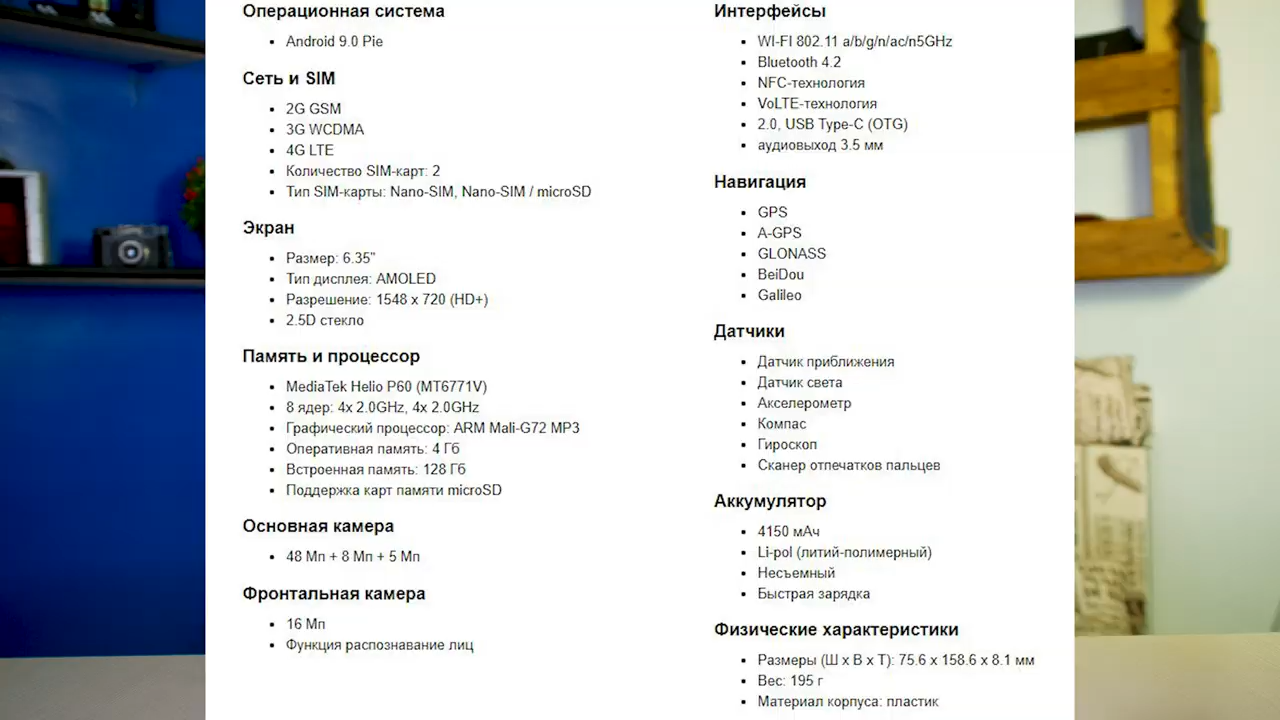 Операционная система
Android 9.0 Pie
Сеть и SIM
2G GSM
3G WCDMA
4G LTE
Количество SIM-карт: 2
Тип SIM-карты: Nano-SIM, Nano-SIM / microSD
Экран
Размер: 6.35"
Тип дисплея: AMOLED
Разрешение: 1548 x 720 (HD+)
2.5D стекло
Память и процессор
MediaTek Helio P60 (MT6771V)
8 ядер: 4x 2.0GHz, 4x 2.0GHz
Графический процессор: ARM Mali-G72 MP3
Оперативная память: 4 Гб
Встроенная память: 128 Гб
Поддержка карт памяти microSD
Основная камера
48 Мп + 8 Мп + 5 Мп
Фронтальная камера
16 Мп
Функция распознавание лиц
Интерфейсы
WI-FI 802.11 a/b/g/n/ac/n5GHz
Bluetooth 4.2
NFC-технология
VoLTE-технология
2.0, USB Type-C (OTG)
аудиовыход 3.5 мм
Навигация
GPS
A-GPS
GLONASS
BeiDou
Galileo
Датчики
Датчик приближения
Датчик света
Акселерометр
Компас
Гироскоп
Сканер отпечатков пальцев
Аккумулятор
4150 мАч
Li-pol (литий-полимерный)
Несъемный
Быстрая зарядка
Физические характеристики
Размеры (Ш x В x Т): 75.6 x 158.6 x 8.1 мм
Вес: 195 г
Материал корпуса: пластик